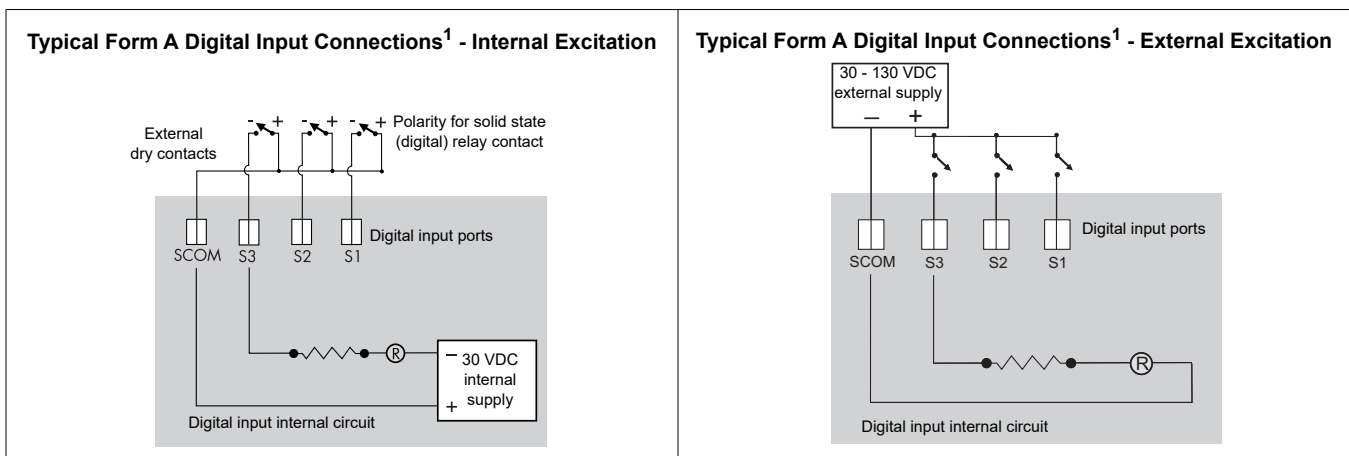 Typical Form A Digital Input Connections1 - Internal Excitation
- + - + - +
Polarity for solid state
(digital) relay contact
External
dry contacts
Digital input ports
SCOM S3 S2 S1
R
−
30 VDC
internal
supply
+
Digital input internal circuit
Typical Form A Digital Input Connections1 - External Excitation
30 - 130 VDC
external supply
— +
Digital input ports
SCOM S3 S2 S1
R
Digital input internal circuit